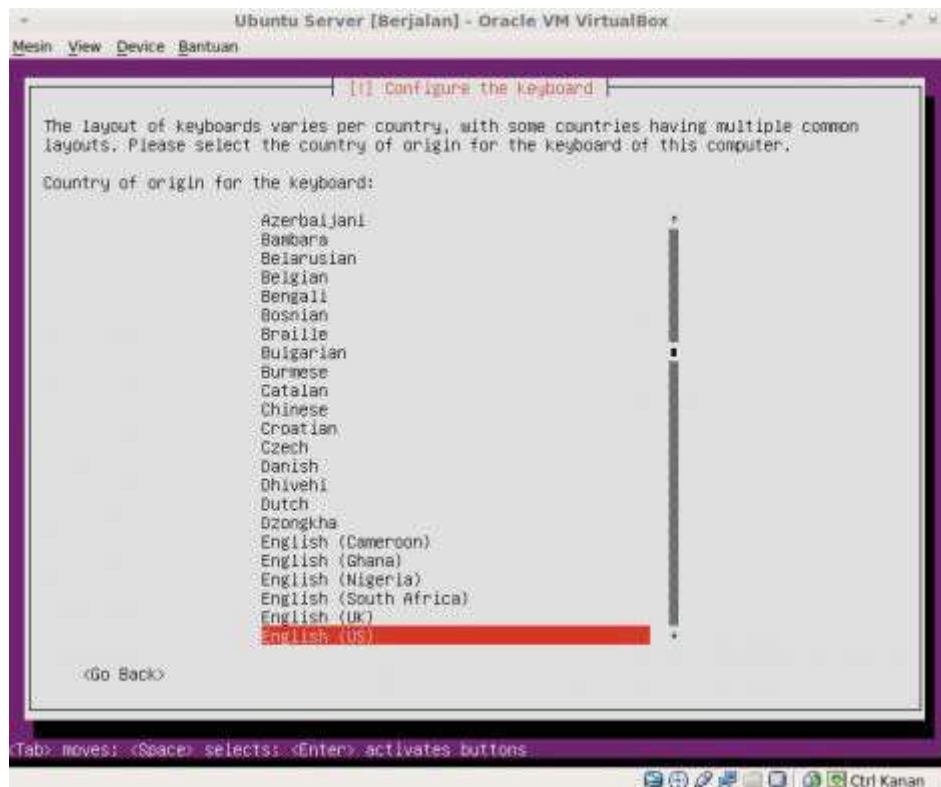 Ubuntu Server [Berjalan] - Oracle VM VirtualBox
Mesin View Device Bantuan
[!] Configure the keyboard
The layout of keyboards varies per country, with some countries having multiple common
layouts. Please select the country of origin for the keyboard of this computer.
Country of origin for the keyboard:
Azerbaijani
Bambara
Belarusian
Belgian
Bengali
Bosnian
Braille
Bulgarian
Burmese
Catalan
Chinese
Croatian
Czech
Danish
Dhivehi
Dutch
Dzongkha
English (Cameroon)
English (Ghana)
English (Nigeria)
English (South Africa)
English (UK)
English (US)
<Go Back>
<Tab> moves; <Space> selects; <Enter> activates buttons
Ctrl Kanan